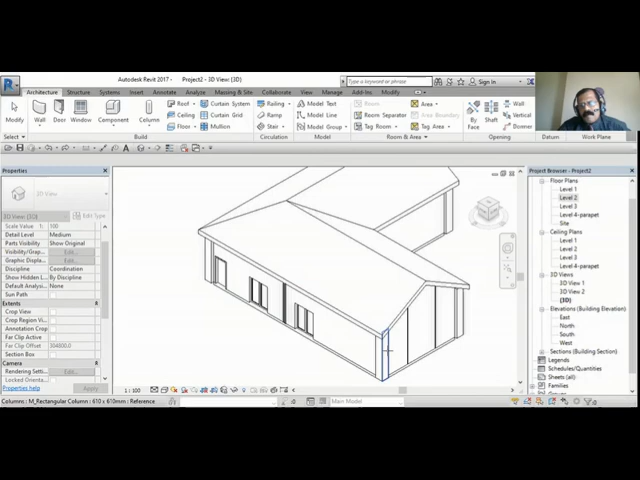 Autodesk Revit 2017 - Project2 - 3D View: {3D}
Type a keyword or phrase
Sign In
Architecture Structure Systems Insert Annotate Analyze Massing & Site Collaborate View Manage Add-Ins Modify
Modify Wall Door Window Component Column
Roof Curtain System Railing Model Text Room Area By Face Shaft Wall
Ceiling Curtain Grid Ramp Model Line Room Separator Area Boundary Vertical
Floor Mullion Stair Model Group Tag Room Tag Area Dormer
Select Build Circulation Model Room & Area Opening Datum Work Plane
Properties
3D View
3D View: {3D} Edit Type
Scale Value 1: 100
Detail Level Medium
Parts Visibility Show Original
Visibility/Grap... Edit...
Graphic Displa... Edit...
Discipline Coordination
Show Hidden L... By Discipline
Default Analysi... None
Sun Path
Extents
Crop View
Crop Region Vi...
Annotation Crop
Far Clip Active
Far Clip Offset 304800.0
Section Box
Camera
Rendering Setti... Edit...
Locked Orienta...
Properties help Apply
1 : 100
Project Browser - Project2
Floor Plans
Level 1
Level 2
Level 3
Level 4-parapet
Site
Ceiling Plans
Level 1
Level 2
Level 3
Level 4-parapet
3D Views
3D View 1
3D View 2
{3D}
Elevations (Building Elevation)
East
North
South
West
Sections (Building Section)
Legends
Schedules/Quantities
Sheets (all)
Families
Columns : M_Rectangular Column : 610 x 610mm : Reference
Main Model